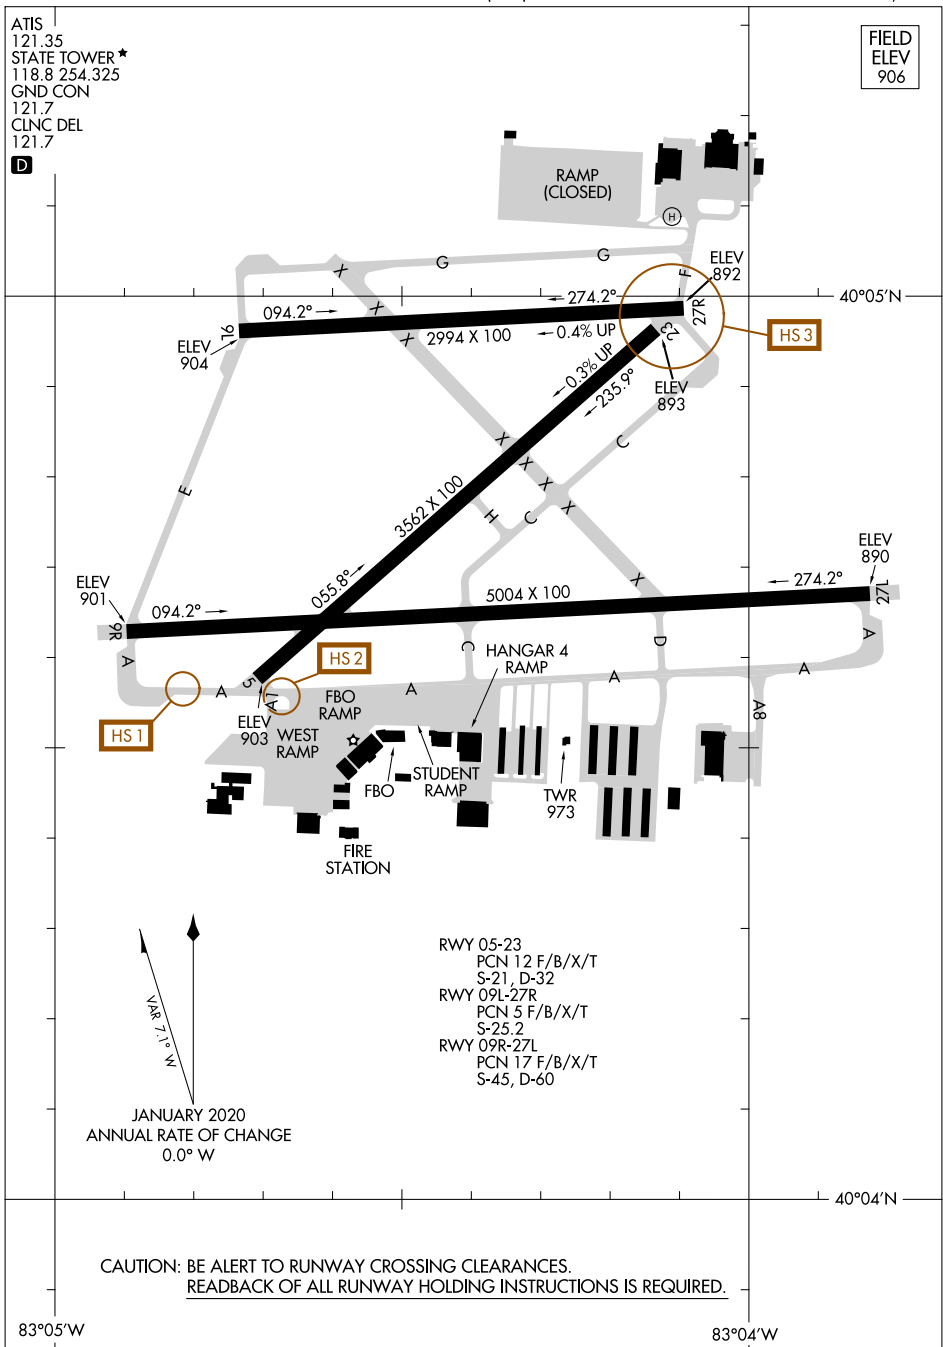 ATIS
121.35
STATE TOWER★
118.8 254.325
GND CON
121.7
CLNC DEL
121.7
D
FIELD
ELEV
906
RAMP
(CLOSED)
H
G
G
F
X
X
X
ELEV
892
40°05'N
094.2°
274.2°
27R
HS 3
9L
2994 X 100
0.4% UP
23
ELEV
904
0.3% UP
235.9°
ELEV
893
C
X
X
X
X
E
3562 X 100
H
C
ELEV
890
ELEV
901
055.8°
X
274.2°
27L
094.2°
5004 X 100
9R
A
C
D
A
HS 2
HANGAR 4
RAMP
A
A
A
A
5
A1
A8
FBO
RAMP
HS 1
ELEV
903
WEST
RAMP
STUDENT
RAMP
FBO
TWR
973
FIRE
STATION
RWY 05-23
PCN 12 F/B/X/T
S-21, D-32
RWY 09L-27R
PCN 5 F/B/X/T
S-25.2
RWY 09R-27L
PCN 17 F/B/X/T
S-45, D-60
VAR 7.1° W
JANUARY 2020
ANNUAL RATE OF CHANGE
0.0° W
40°04'N
CAUTION: BE ALERT TO RUNWAY CROSSING CLEARANCES.
READBACK OF ALL RUNWAY HOLDING INSTRUCTIONS IS REQUIRED.
83°05'W
83°04'W